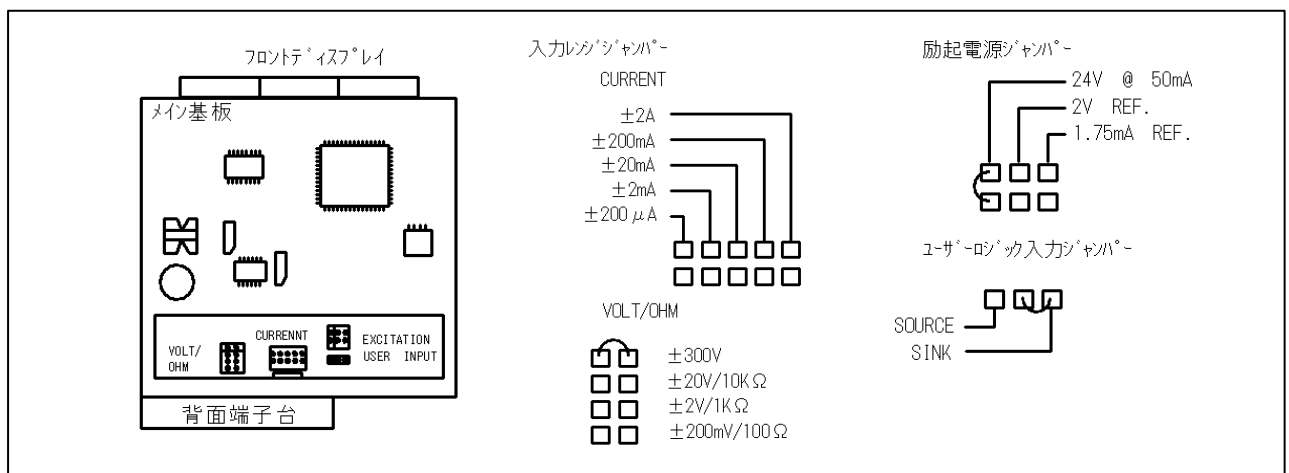 フロントディスプレイ
メイン基板
VOLT/
OHM
CURRENNT
EXCITATION
USER INPUT
背面端子台
入力レンジジャンパー
CURRENT
±2A
±200mA
±20mA
±2mA
±200μA
VOLT/OHM
±300V
±20V/10KΩ
±2V/1KΩ
±200mV/100Ω
励起電源ジャンパー
24V @ 50mA
2V REF.
1.75mA REF.
ユーザーロジック入力ジャンパー
SOURCE
SINK